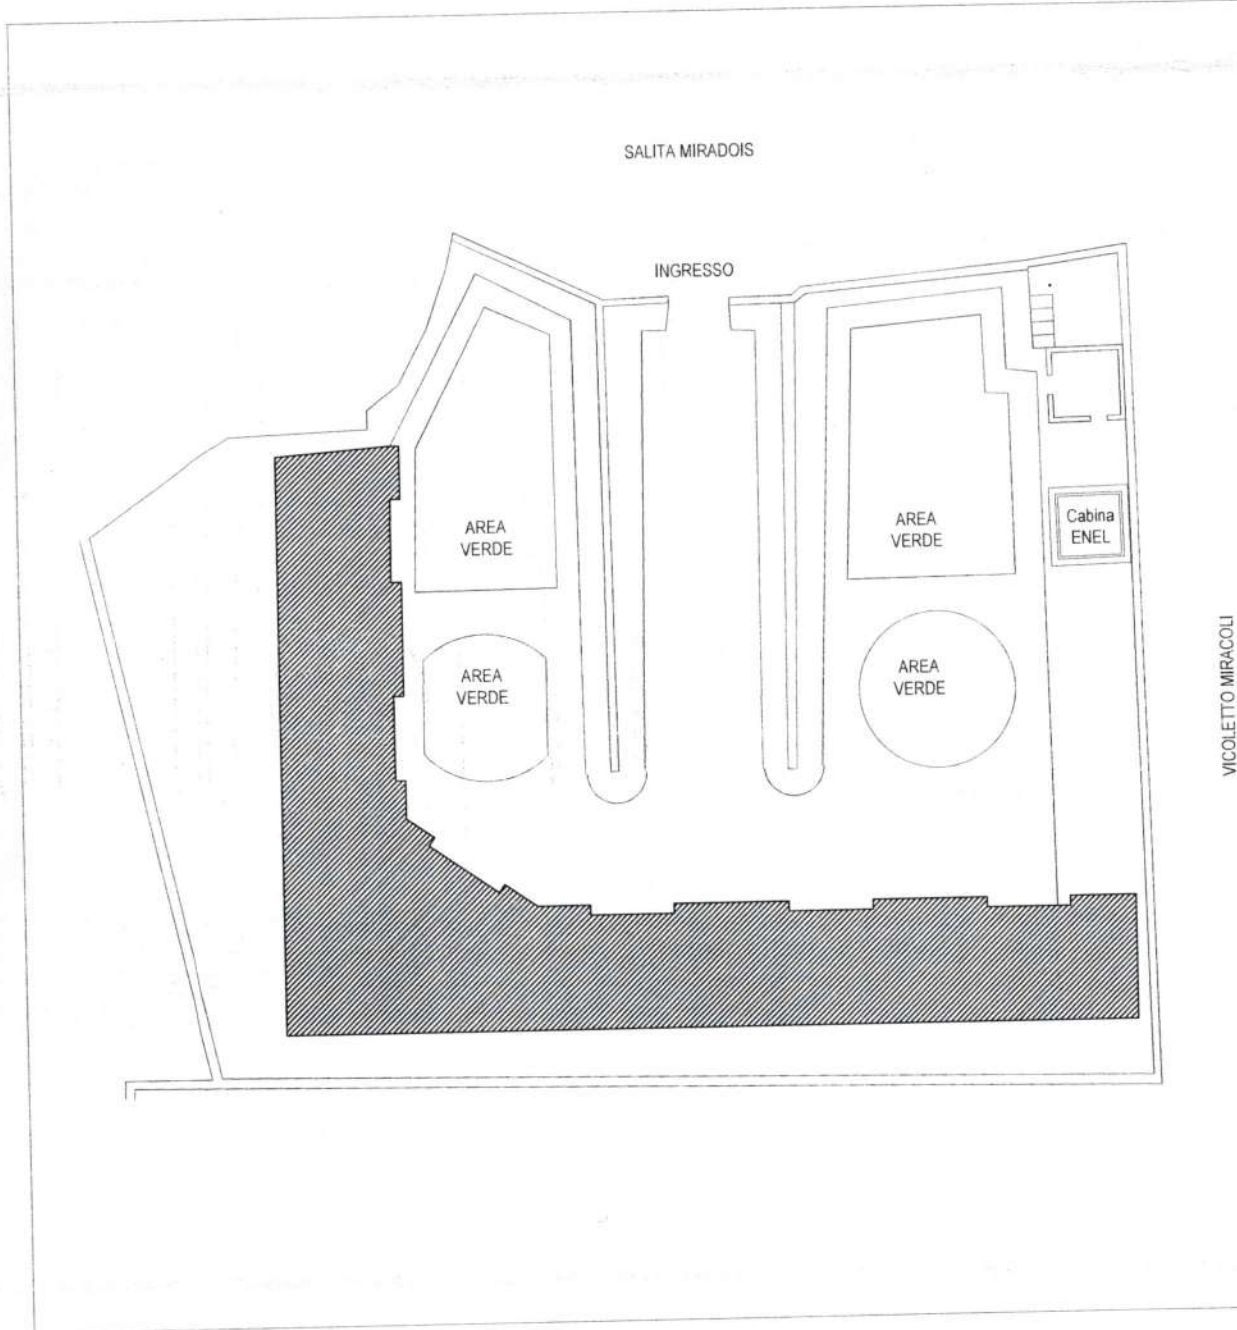 SALITA MIRADOIS
INGRESSO
AREA
VERDE
AREA
VERDE
Cabina
ENEL
AREA
VERDE
AREA
VERDE
VICOLETTO MIRACOLI